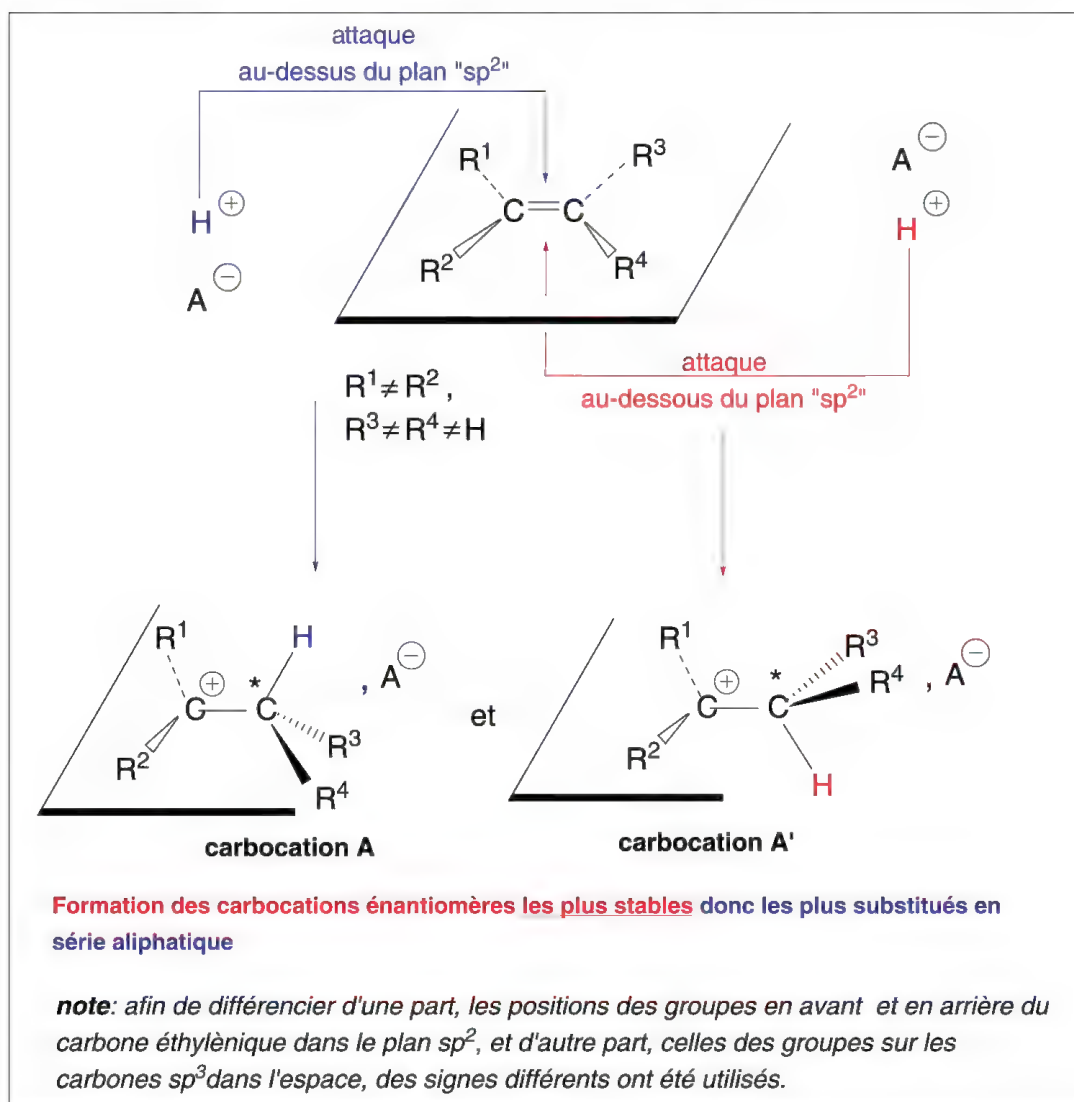 attaque
au-dessus du plan "sp²"
R¹ R³
C=C
R² R⁴
H ⊕
A ⊖
A ⊖
H ⊕
attaque
au-dessous du plan "sp²"
R¹ ≠ R² ,
R³ ≠ R⁴ ≠ H
R¹ H
⊕ * , A ⊖
C—C
R² R³
R⁴
carbocation A
et
R¹ R³
⊕ * R⁴ , A ⊖
C—C
R²
H
carbocation A'
Formation des carbocations énantiomères les plus stables donc les plus substitués en
série aliphatique
note: afin de différencier d'une part, les positions des groupes en avant et en arrière du
carbone éthylènique dans le plan sp², et d'autre part, celles des groupes sur les
carbones sp³dans l'espace, des signes différents ont été utilisés.